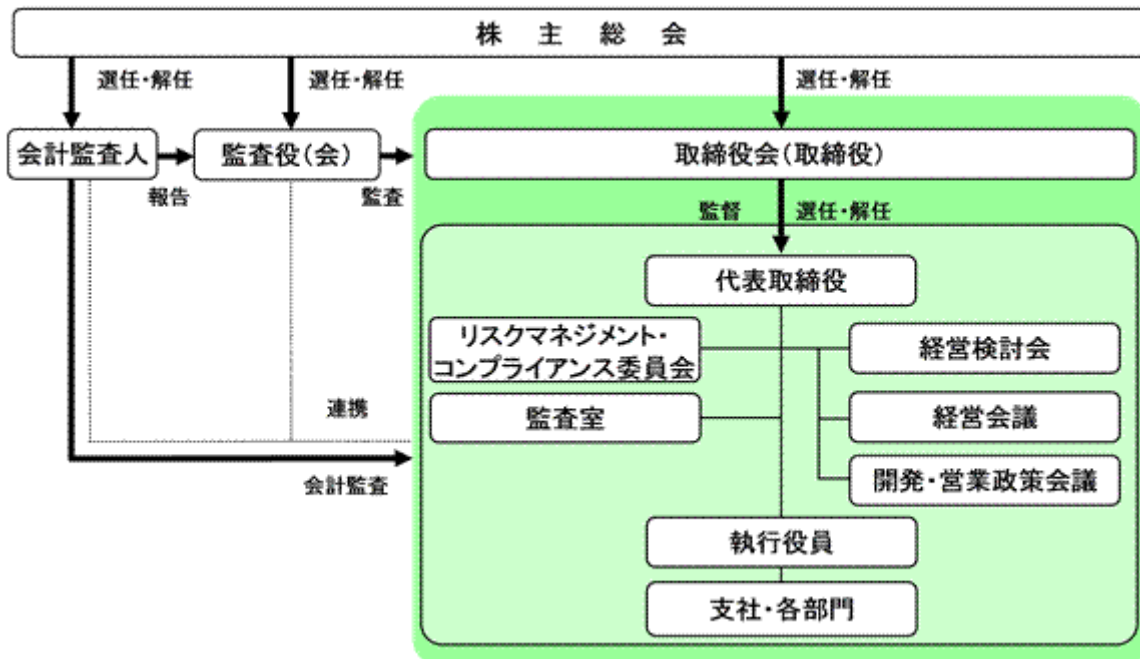 株 主 総 会
選任・解任
選任・解任
選任・解任
会計監査人
監査役(会)
取締役会(取締役)
報告
監査
監督
選任・解任
代表取締役
リスクマネジメント・
コンプライアンス委員会
経営検討会
監査室
経営会議
連携
開発・営業政策会議
会計監査
執行役員
支社・各部門